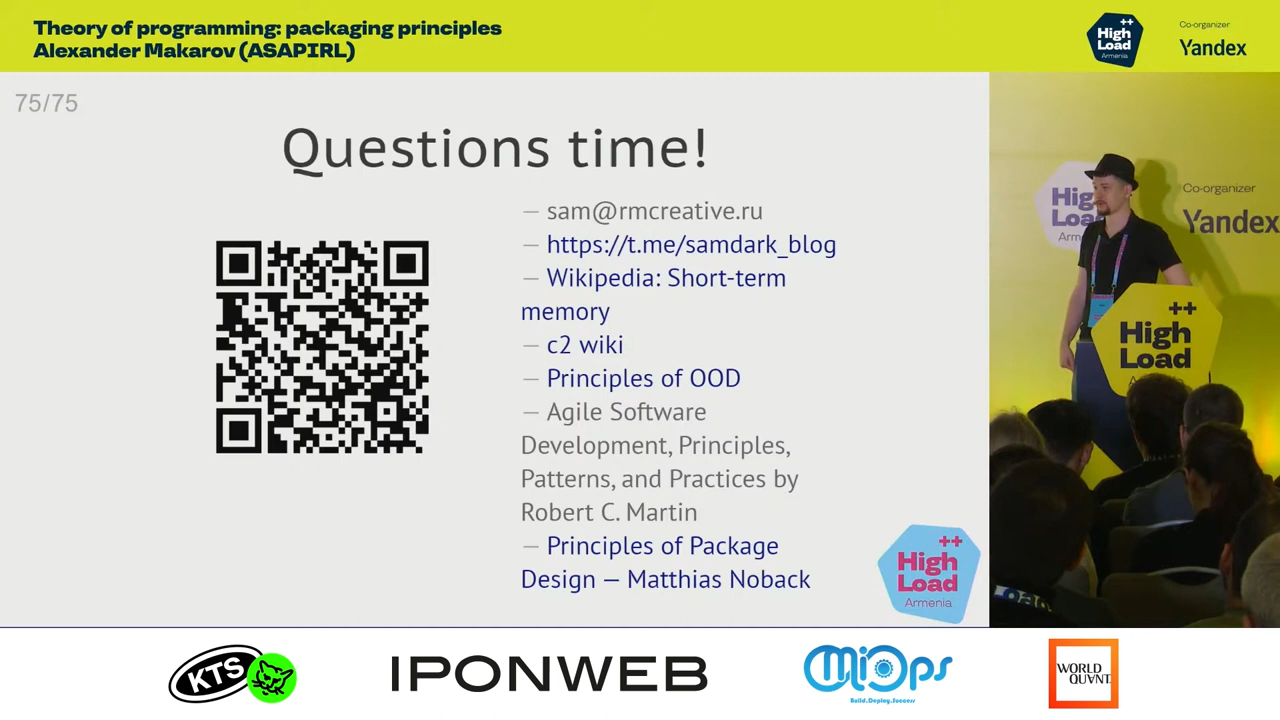 Theory of programming: packaging principles
Alexander Makarov (ASAPIRL)
++
High
Load
Armenia
Co-organizer
Yandex
75/75
Questions time!
— sam@rmcreative.ru
— https://t.me/samdark_blog
— Wikipedia: Short-term
memory
— c2 wiki
— Principles of OOD
— Agile Software
Development, Principles,
Patterns, and Practices by
Robert C. Martin
— Principles of Package
Design — Matthias Noback
++
High
Load
Armenia
Co-organizer
Yandex
++
High
Load
KTS
IPONWEB
MiOps
Build.Deploy.Success
WORLD
QUANT